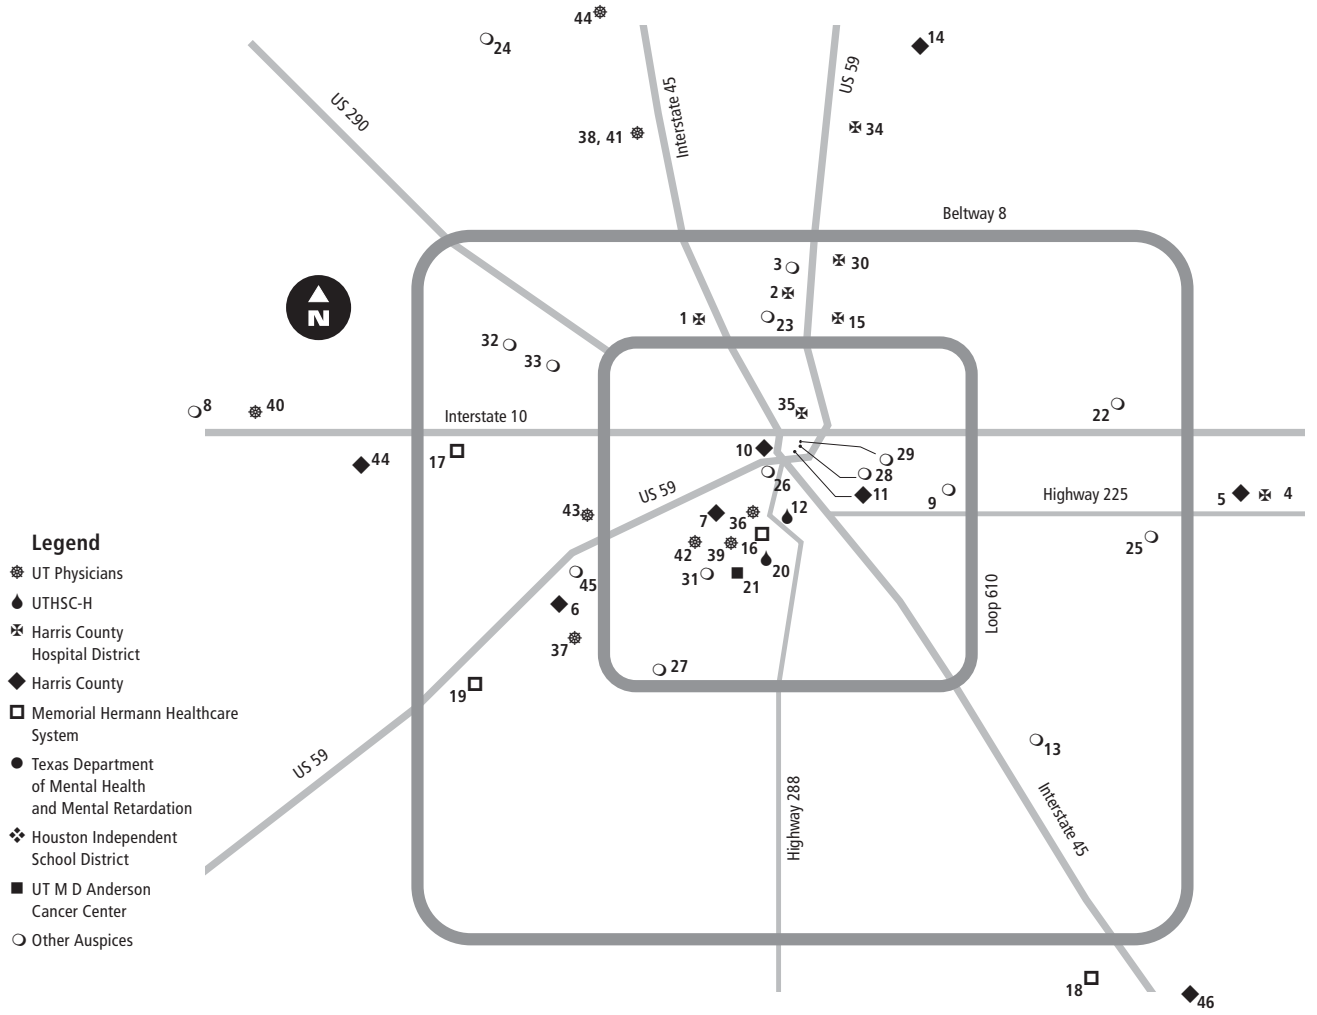 44
24
14
US 290
Interstate 45
US 59
34
38, 41
Beltway 8
3
30
2
1
23
15
N
32
33
8
40
Interstate 10
35
22
44
17
10
29
28
26
11
9
Highway 225
5
4
US 59
43
7
36
12
42
39
16
25
Legend
UT Physicians
UTHSC-H
Harris County
Hospital District
Harris County
Memorial Hermann Healthcare
System
Texas Department
of Mental Health
and Mental Retardation
Houston Independent
School District
UT M D Anderson
Cancer Center
Other Auspices
31
21
20
45
6
37
Loop 610
27
19
US 59
13
Highway 288
Interstate 45
18
46